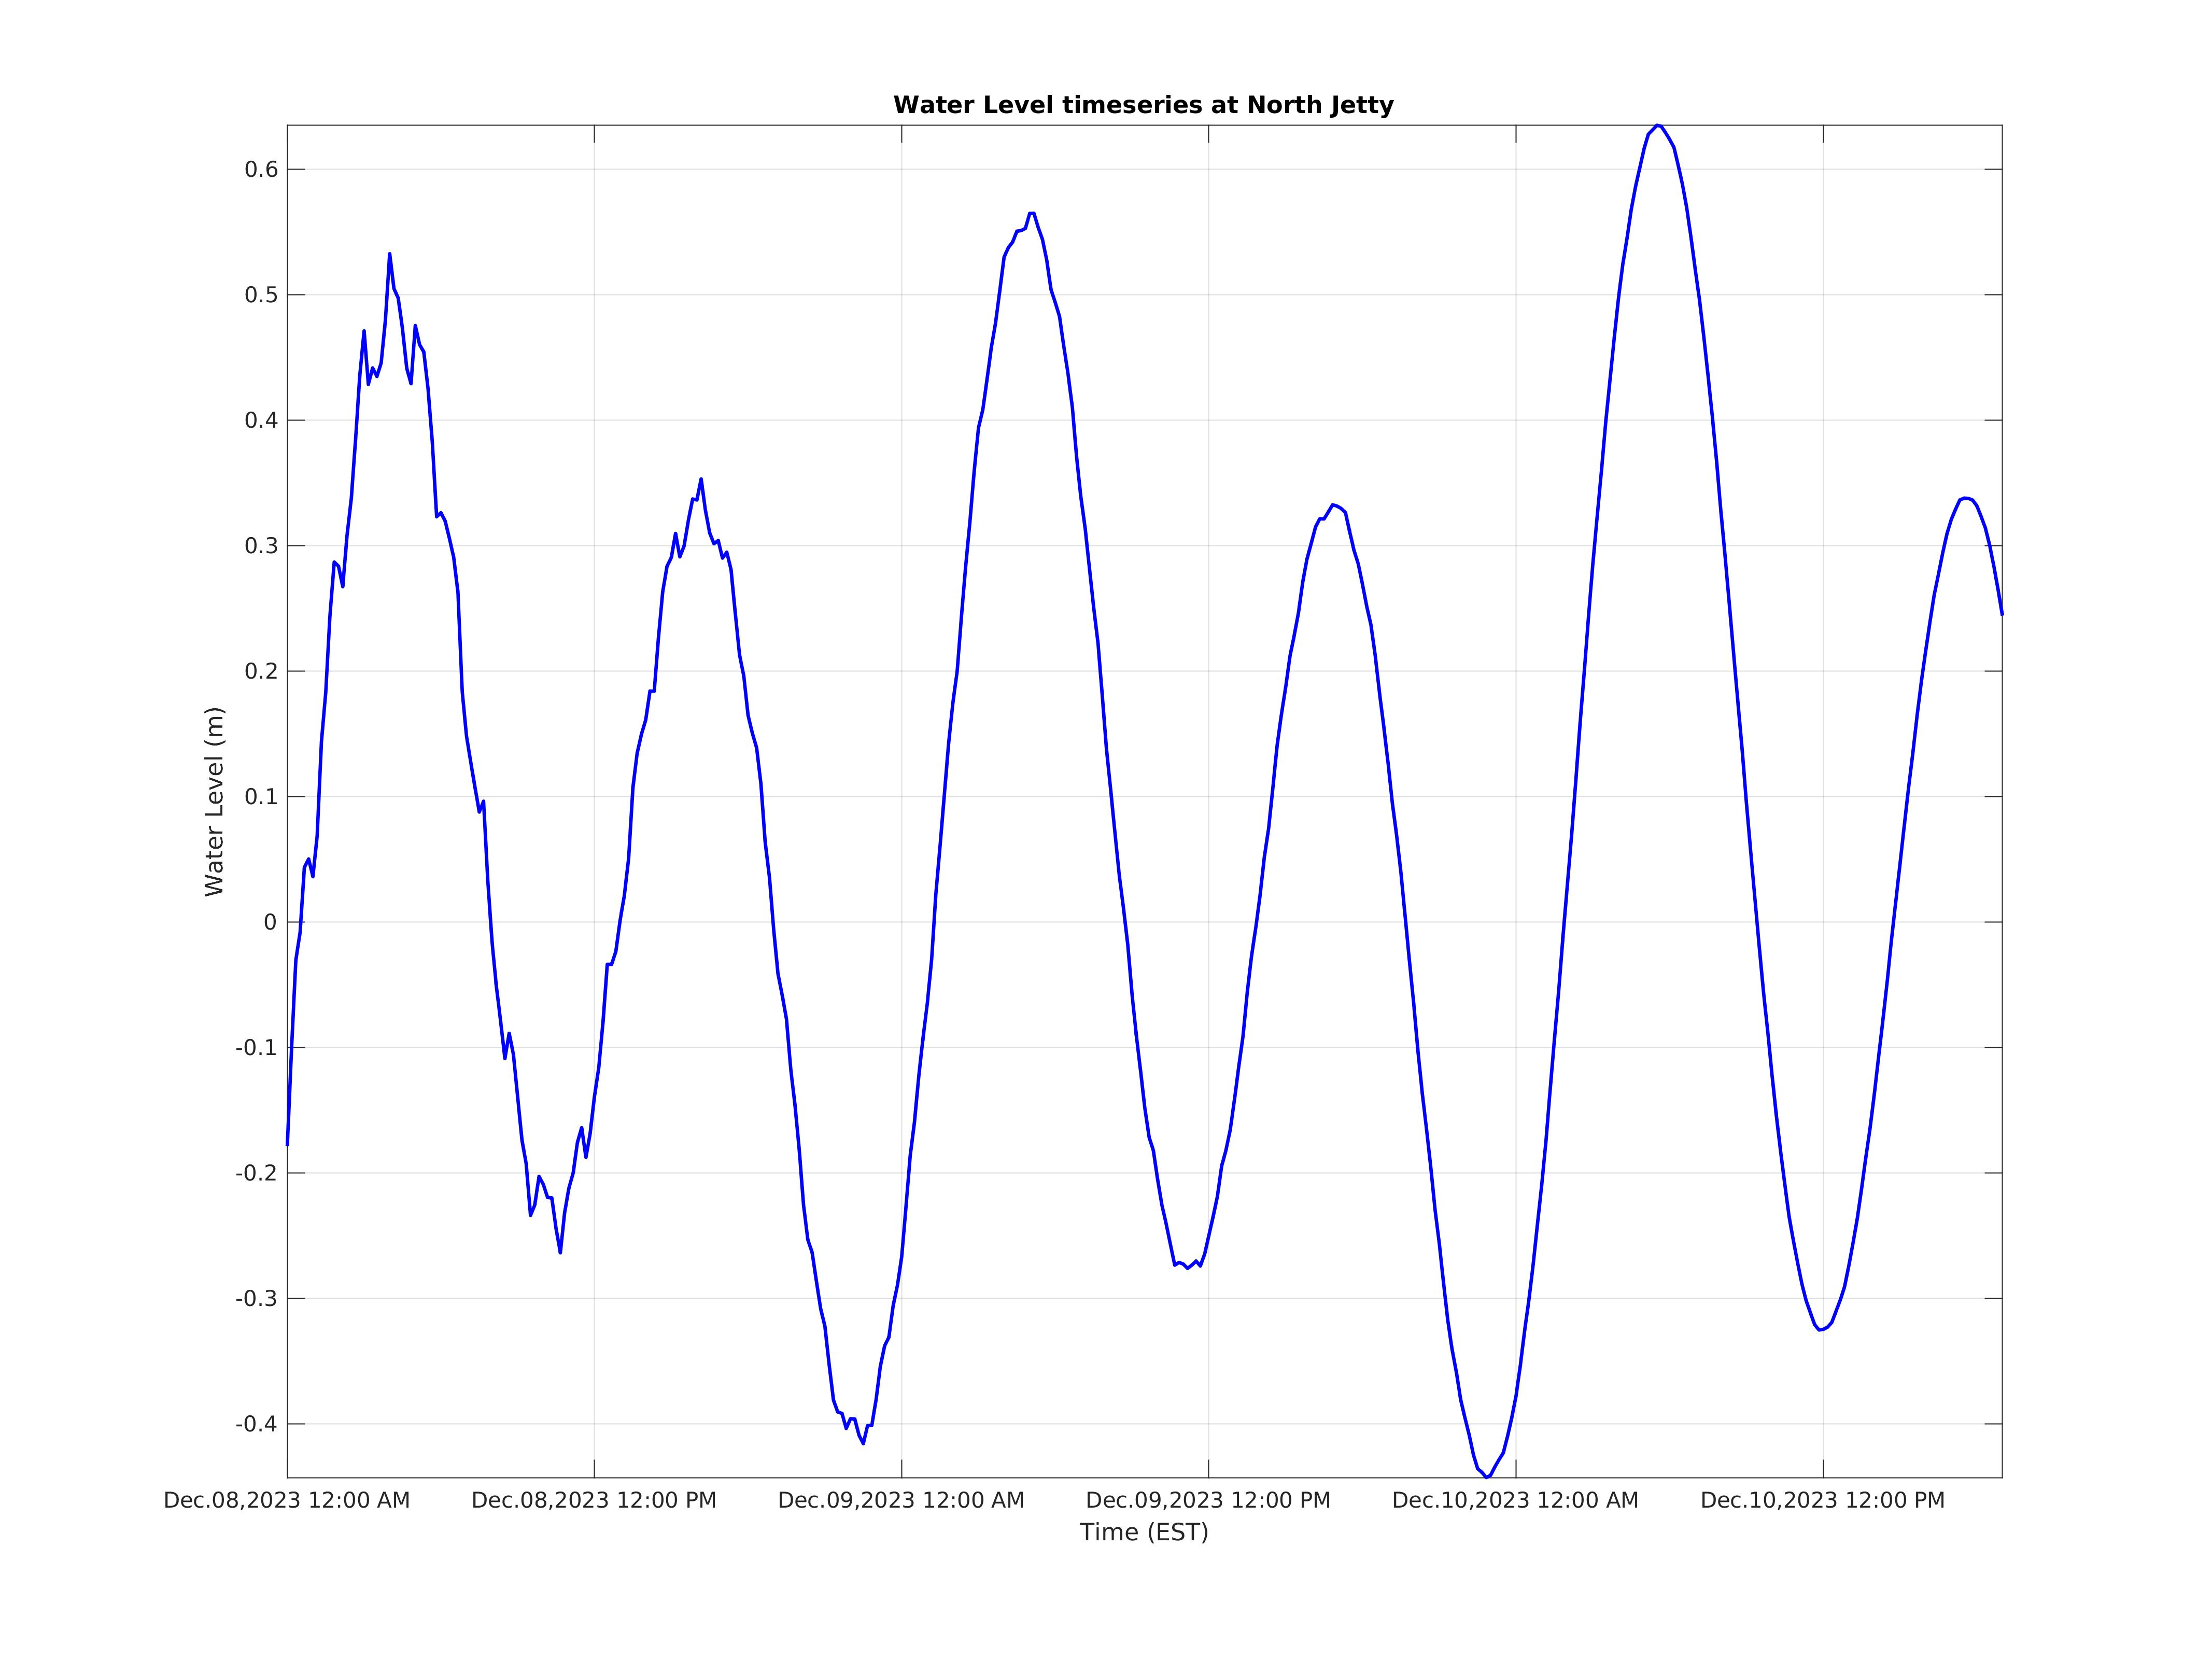 Water Level timeseries at North Jetty
0.6
0.5
0.4
0.3
0.2
0.1
0
-0.1
-0.2
-0.3
-0.4
Water Level (m)
Dec.08,2023 12:00 AM Dec.08,2023 12:00 PM Dec.09,2023 12:00 AM Dec.09,2023 12:00 PM Dec.10,2023 12:00 AM Dec.10,2023 12:00 PM
Time (EST)